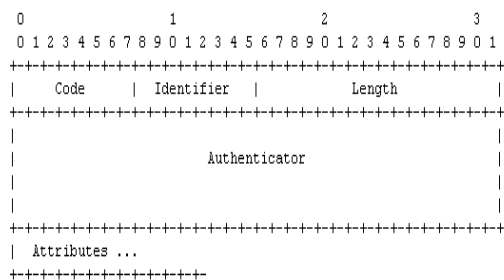 0                   1                   2                   3
0 1 2 3 4 5 6 7 8 9 0 1 2 3 4 5 6 7 8 9 0 1 2 3 4 5 6 7 8 9 0 1
+-+-+-+-+-+-+-+-+-+-+-+-+-+-+-+-+-+-+-+-+-+-+-+-+-+-+-+-+-+-+-+-+
|     Code      |  Identifier   |            Length             |
+-+-+-+-+-+-+-+-+-+-+-+-+-+-+-+-+-+-+-+-+-+-+-+-+-+-+-+-+-+-+-+-+
|                                                               |
|                         Authenticator                         |
|                                                               |
|                                                               |
+-+-+-+-+-+-+-+-+-+-+-+-+-+-+-+-+-+-+-+-+-+-+-+-+-+-+-+-+-+-+-+-+
|  Attributes ...
+-+-+-+-+-+-+-+-+-+-+-+-+-